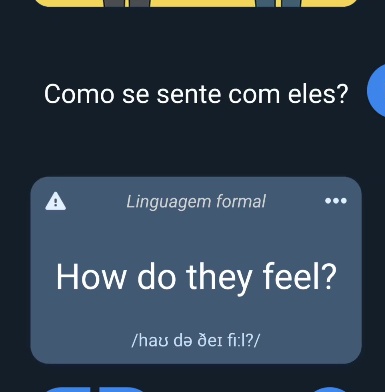 Como se sente com eles?
Linguagem formal
How do they feel?
/haʊ də ðeɪ fiːl?/